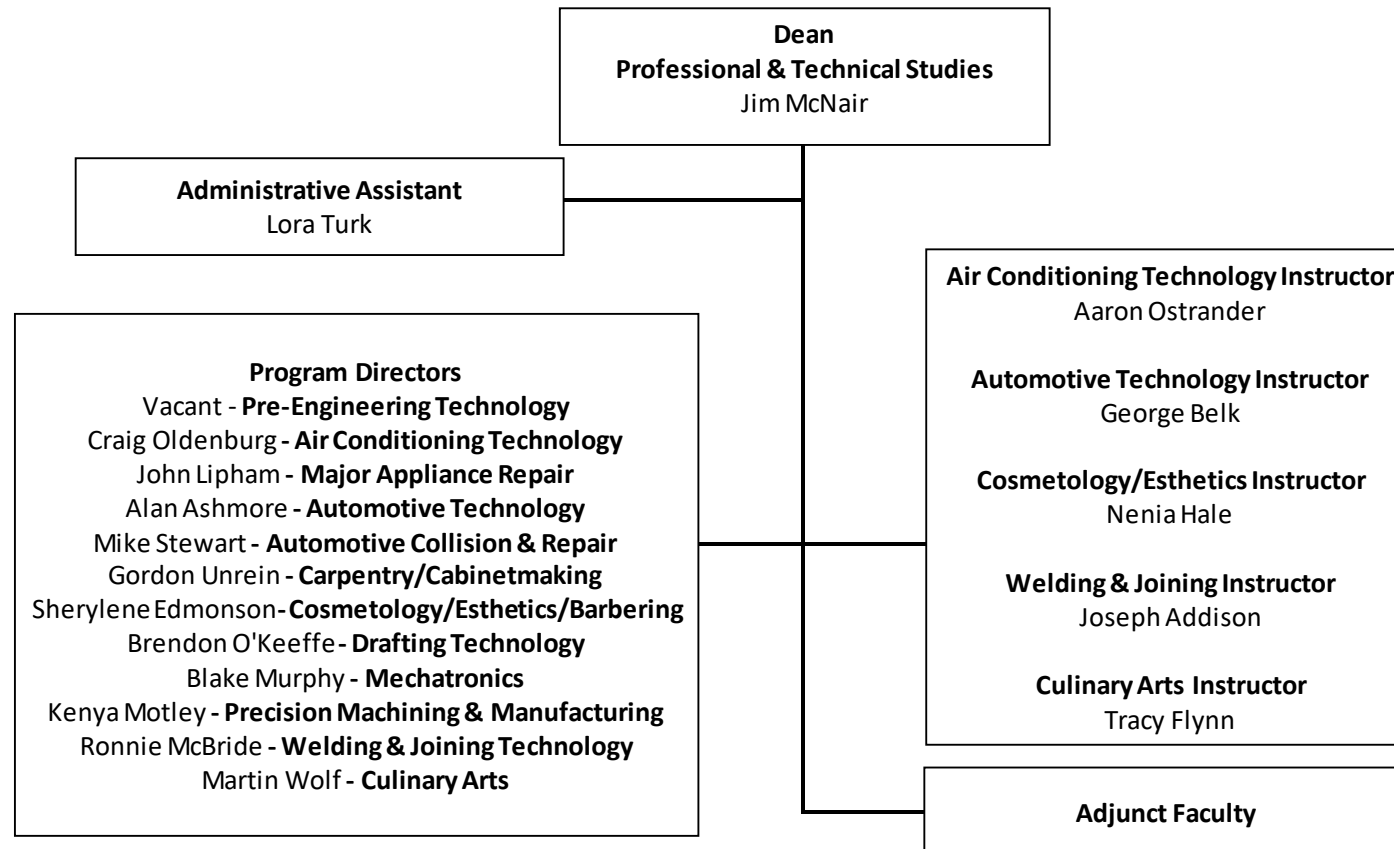 Dean
Professional & Technical Studies
Jim McNair
Administrative Assistant
Lora Turk
Program Directors
Vacant - Pre-Engineering Technology
Craig Oldenburg - Air Conditioning Technology
John Lipham - Major Appliance Repair
Alan Ashmore - Automotive Technology
Mike Stewart - Automotive Collision & Repair
Gordon Unrein - Carpentry/Cabinetmaking
Sherylene Edmonson- Cosmetology/Esthetics/Barbering
Brendon O'Keeffe - Drafting Technology
Blake Murphy - Mechatronics
Kenya Motley - Precision Machining & Manufacturing
Ronnie McBride - Welding & Joining Technology
Martin Wolf - Culinary Arts
Air Conditioning Technology Instructor
Aaron Ostrander
Automotive Technology Instructor
George Belk
Cosmetology/Esthetics Instructor
Nenia Hale
Welding & Joining Instructor
Joseph Addison
Culinary Arts Instructor
Tracy Flynn
Adjunct Faculty